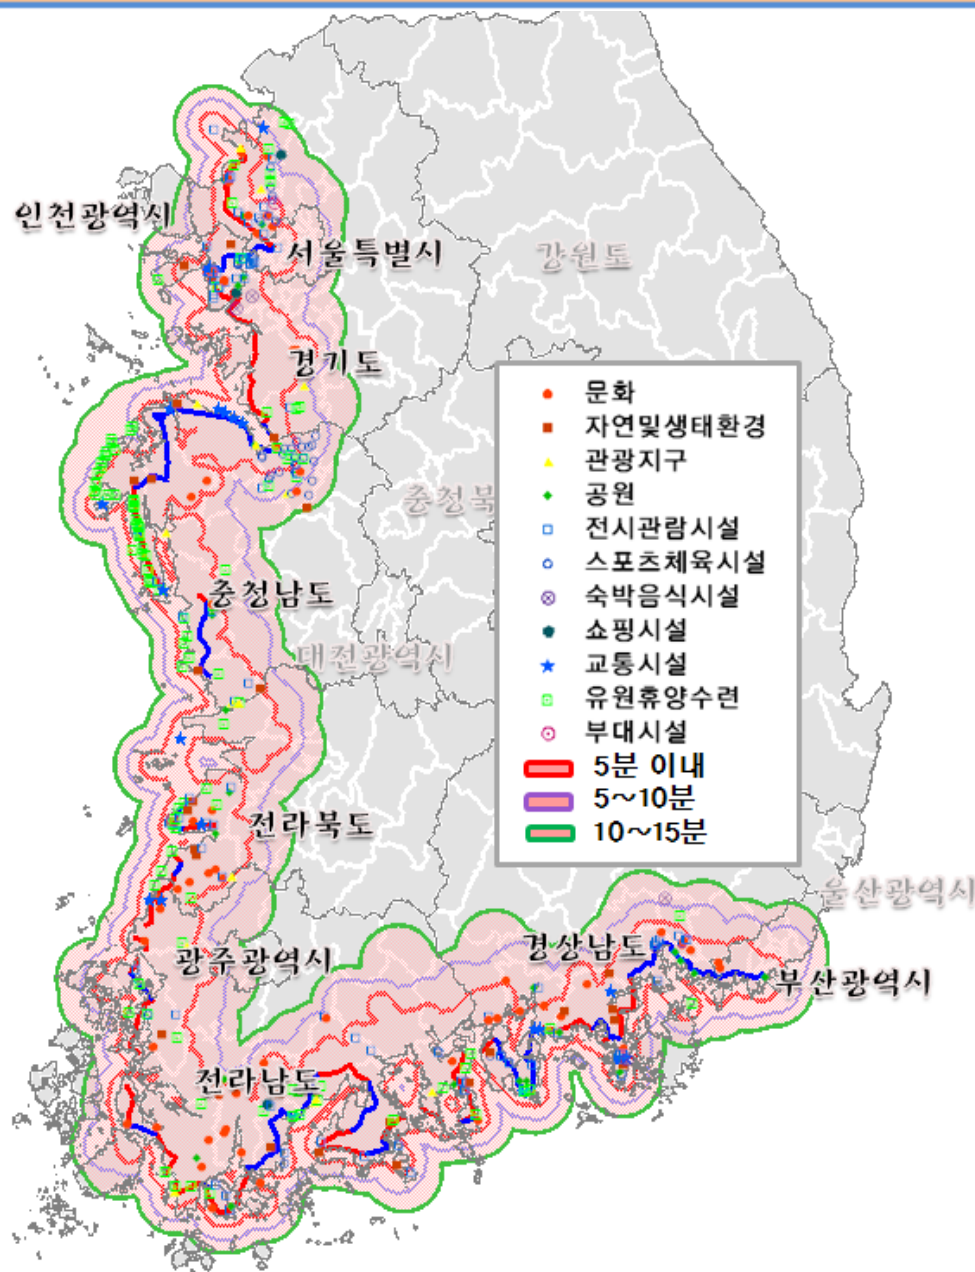 인천광역시
서울특별시
강원도
경기도
문화
자연및생태환경
관광지구
충청북
공원
전시관람시설
스포츠체육시설
충청남도
숙박음식시설
쇼핑시설
대전광역시
교통시설
유원휴양수련
부대시설
5분 이내
5~10분
전라북도
10~15분
울산광역시
경상남도
광주광역시
부산광역시
전라남도